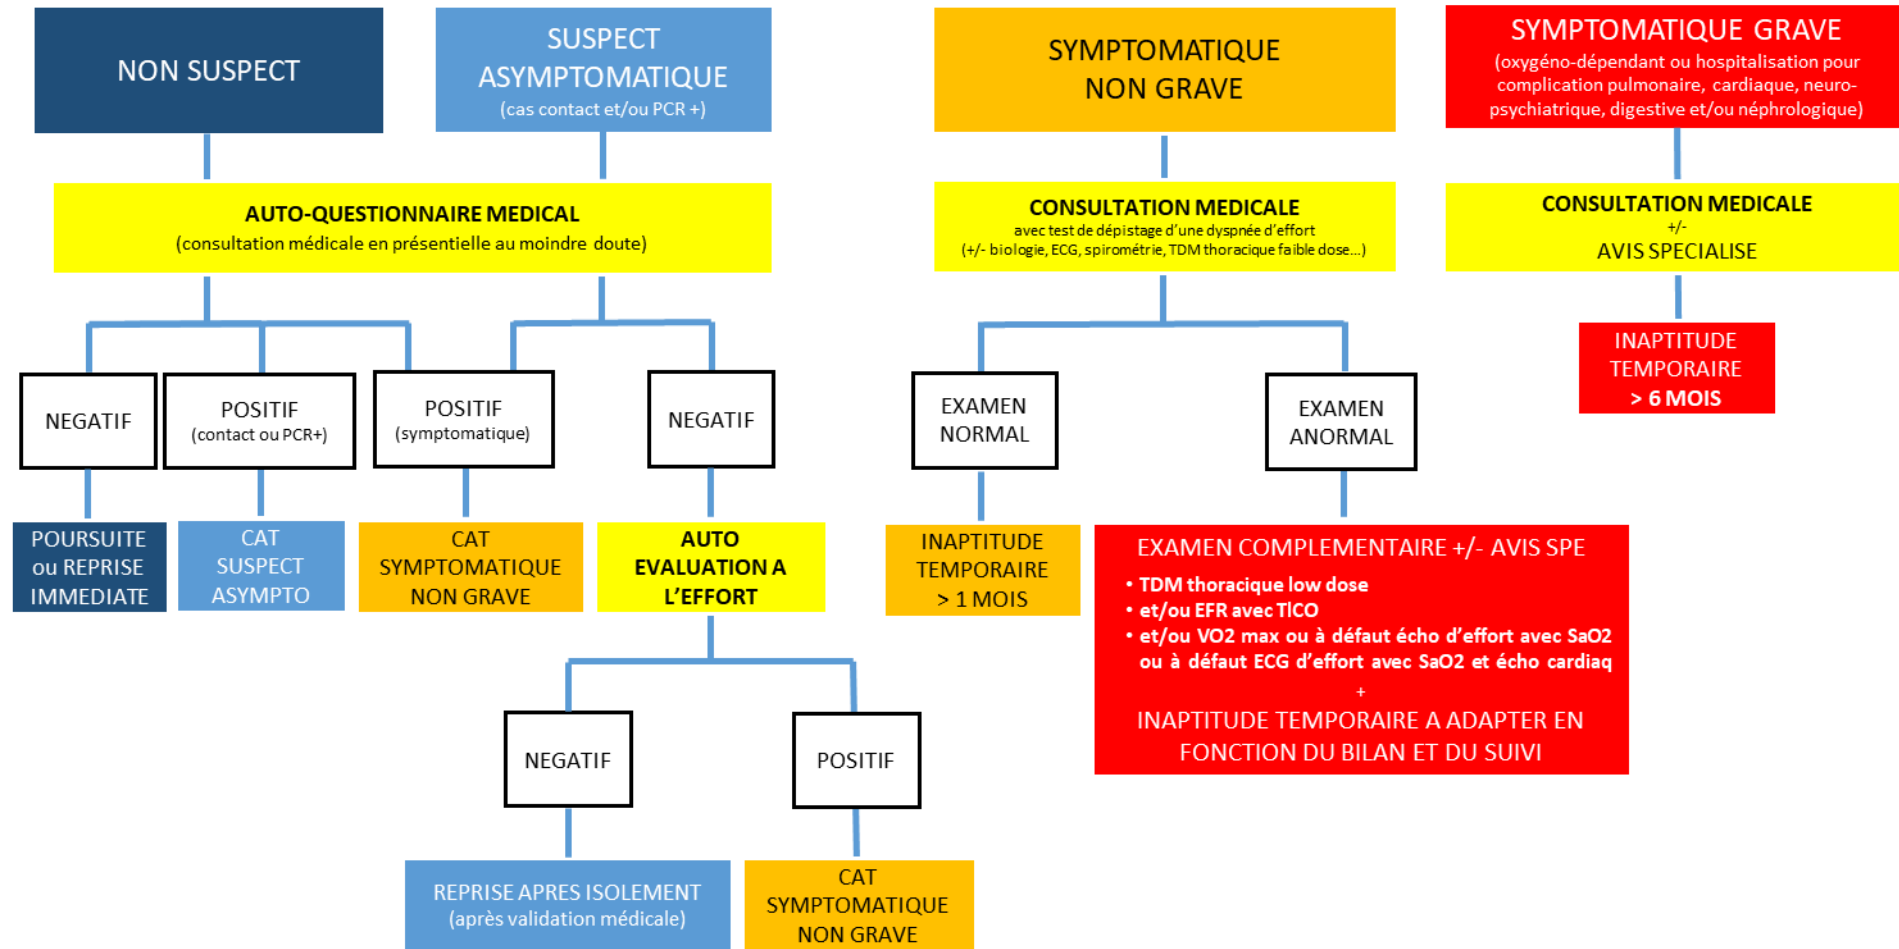 NON SUSPECT
SUSPECT
ASYMPTOMATIQUE
(cas contact et/ou PCR +)
SYMPTOMATIQUE
NON GRAVE
SYMPTOMATIQUE GRAVE
(oxygéno-dépendant ou hospitalisation pour
complication pulmonaire, cardiaque, neuro-
psychiatrique, digestive et/ou néphrologique)
AUTO-QUESTIONNAIRE MEDICAL
(consultation médicale en présentielle au moindre doute)
CONSULTATION MEDICALE
avec test de dépistage d'une dyspnée d'effort
(+/- biologie, ECG, spirométrie, TDM thoracique faible dose...)
CONSULTATION MEDICALE
+/-
AVIS SPECIALISE
NEGATIF
POSITIF
(contact ou PCR+)
POSITIF
(symptomatique)
NEGATIF
EXAMEN
NORMAL
EXAMEN
ANORMAL
INAPTITUDE
TEMPORAIRE
> 6 MOIS
POURSUITE
ou REPRISE
IMMEDIATE
CAT
SUSPECT
ASYMPTO
CAT
SYMPTOMATIQUE
NON GRAVE
AUTO
EVALUATION A
L'EFFORT
INAPTITUDE
TEMPORAIRE
> 1 MOIS
EXAMEN COMPLEMENTAIRE +/- AVIS SPE
• TDM thoracique low dose
• et/ou EFR avec TlCO
• et/ou VO2 max ou à défaut écho d'effort avec SaO2
ou à défaut ECG d'effort avec SaO2 et écho cardiaq
+
INAPTITUDE TEMPORAIRE A ADAPTER EN
FONCTION DU BILAN ET DU SUIVI
NEGATIF
POSITIF
REPRISE APRES ISOLEMENT
(après validation médicale)
CAT
SYMPTOMATIQUE
NON GRAVE